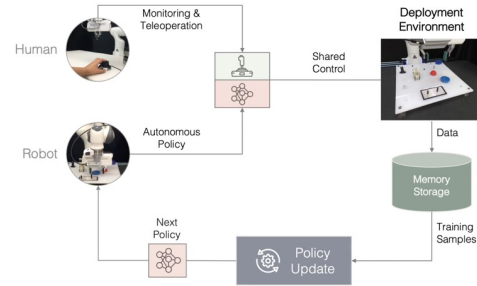 Monitoring &
Teleoperation
Deployment
Environment
Human
Shared
Control
Autonomous
Policy
Data
Robot
Memory
Storage
Next
Policy
Training
Samples
Policy
Update